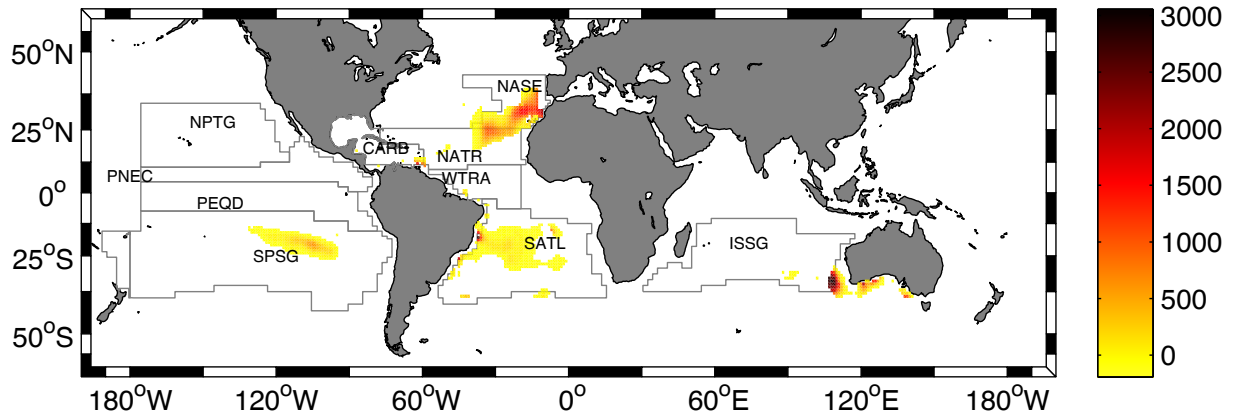 50°N
25°N
0°
25°S
50°S
180°W
120°W
60°W
0°
60°E
120°E
180°W
NASE
NPTG
CARB
NATR
PNEC
WTRA
PEQD
SATL
ISSG
SPSG
3000
2500
2000
1500
1000
500
0